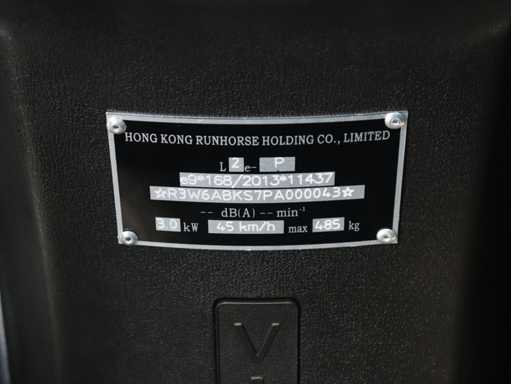 HONG KONG RUNHORSE HOLDING CO., LIMITED
L 2 e- P
e9*168/2013*11437
☆R3W6ABKS7PA000043☆
-- dB(A) -- min⁻¹
3.0 kW 45 km/h max 485 kg
V